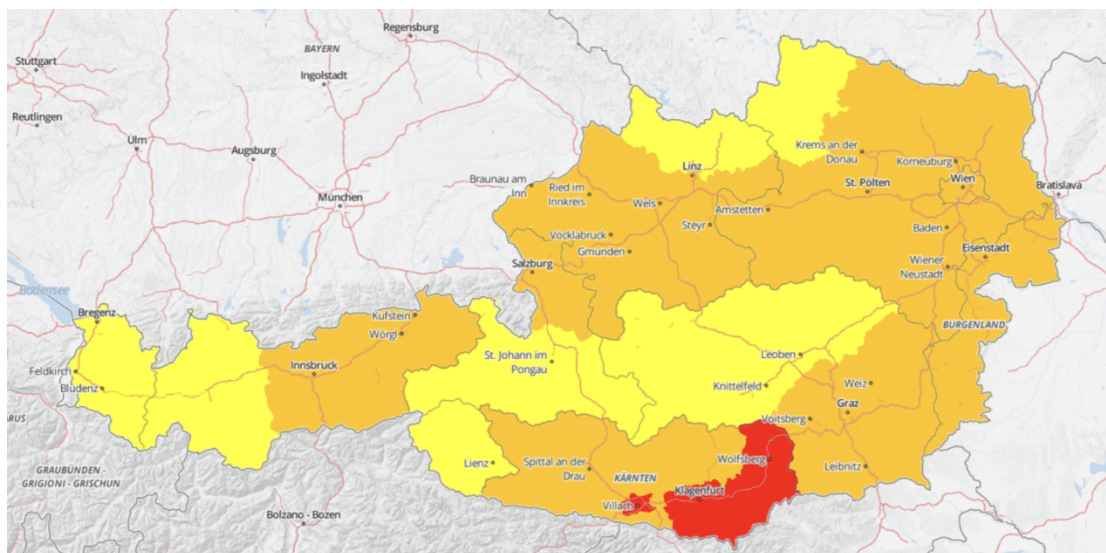 Regensburg
BAYERN
Stuttgart
Ingolstadt
Reutlingen
Ulm
Augsburg
Krems an der
Donau
Korneuburg
Linz
Wien
Braunau am
Inn
Ried im
Innkreis
St. Pölten
Bratislava
München
Wels
Amstetten
Steyr
Baden
Vöcklabruck
Gmunden
Eisenstadt
Salzburg
Wiener
Neustadt
Bodensee
Bregenz
Kufstein
Wörgl
BURGENLAND
St. Johann im
Pongau
Leoben
Innsbruck
Feldkirch
Bludenz
Knittelfeld
Weiz
Graz
Voitsberg
ARUS
Wolfsberg
Lienz
Spittal an der
Drau
Leibnitz
GRAUBÜNDEN -
GRIGIONI - GRISCHUN
KÄRNTEN
Klagenfurt
Villach
Bolzano - Bozen